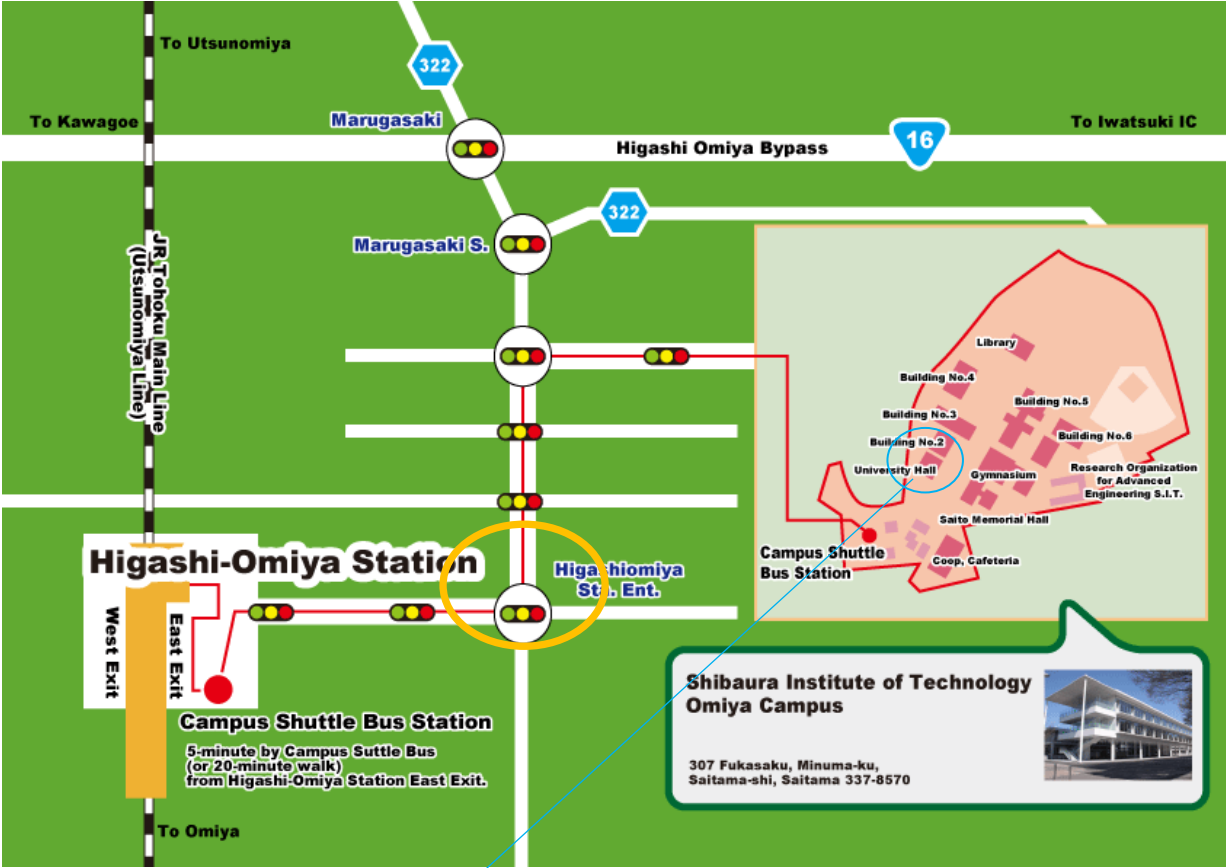 To Utsunomiya
322
To Kawagoe
Marugasaki
Higashi Omiya Bypass
16
To Iwatsuki IC
322
Marugasaki S.
JR Tohoku Main Line
(Utsunomiya Line)
Library
Building No.4
Building No.5
Building No.3
Building No.6
Building No.2
University Hall
Gymnasium
Research Organization
for Advanced
Engineering S.I.T.
Saito Memorial Hall
Campus Shuttle
Bus Station
Coop, Cafeteria
Higashi-Omiya Station
Higashiomiya
Sta. Ent.
West Exit
East Exit
Campus Shuttle Bus Station
5-minute by Campus Suttle Bus
(or 20-minute walk)
from Higashi-Omiya Station East Exit.
Shibaura Institute of Technology
Omiya Campus
307 Fukasaku, Minuma-ku,
Saitama-shi, Saitama 337-8570
To Omiya